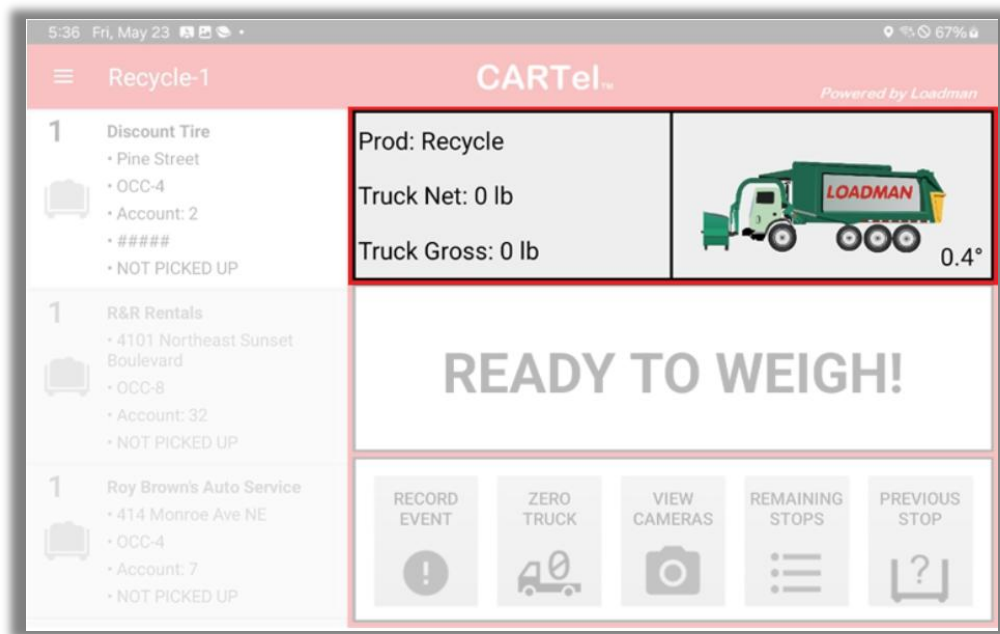 5:36 Fri, May 23
67%
Recycle-1
CARTel™
Powered by Loadman
1
Discount Tire
• Pine Street
• OCC-4
• Account: 2
• #####
• NOT PICKED UP
1
R&R Rentals
• 4101 Northeast Sunset
Boulevard
• OCC-8
• Account: 32
• NOT PICKED UP
1
Roy Brown's Auto Service
• 414 Monroe Ave NE
• OCC-4
• Account: 7
• NOT PICKED UP
Prod: Recycle
Truck Net: 0 lb
Truck Gross: 0 lb
LOADMAN
0.4°
READY TO WEIGH!
RECORD
EVENT
ZERO
TRUCK
0
VIEW
CAMERAS
REMAINING
STOPS
PREVIOUS
STOP
?